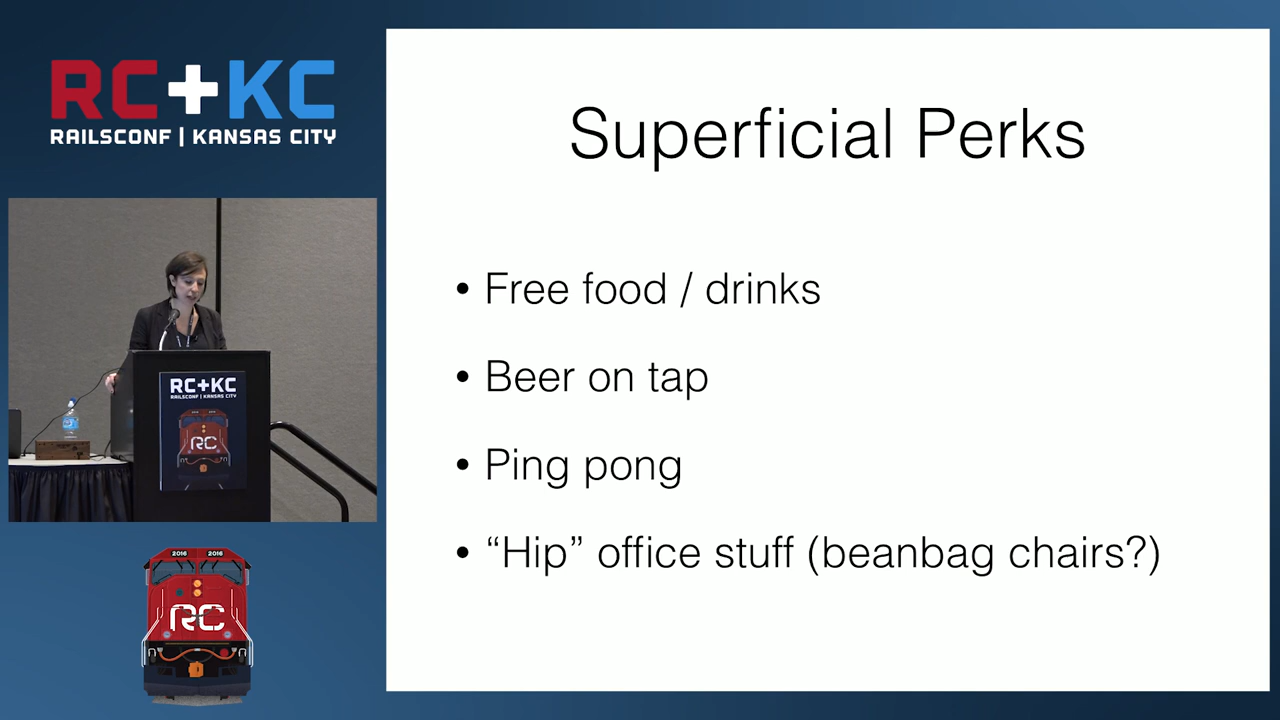 RC+KC
RAILSCONF | KANSAS CITY
Superficial Perks
• Free food / drinks
• Beer on tap
• Ping pong
• “Hip” office stuff (beanbag chairs?)
RC+KC
RAILSCONF | KANSAS CITY
RC
2016 2016
RC